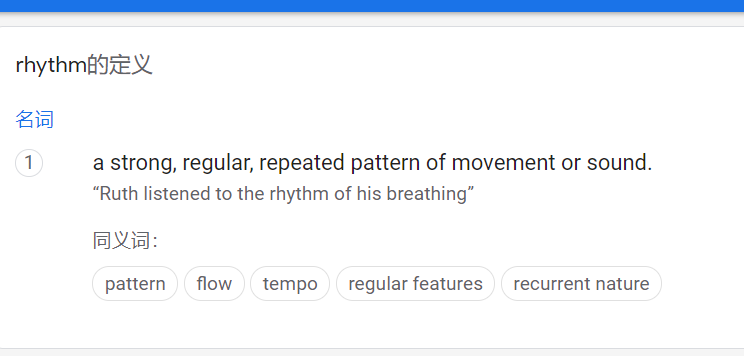 rhythm的定义
名词
1 a strong, regular, repeated pattern of movement or sound.
“Ruth listened to the rhythm of his breathing”
同义词：
pattern flow tempo regular features recurrent nature